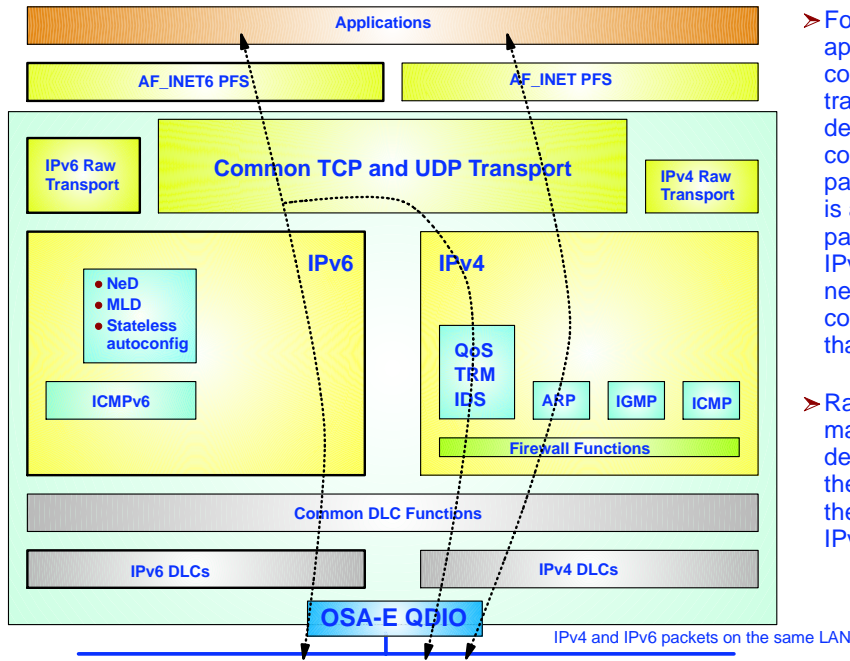 Applications
AF_INET6 PFS
AF_INET PFS
IPv6 Raw
Transport
Common TCP and UDP Transport
IPv4 Raw
Transport
IPv6
IPv4
NeD
MLD
Stateless
autoconfig
ICMPv6
QoS
TRM
IDS
ARP
IGMP
ICMP
Firewall Functions
Common DLC Functions
IPv6 DLCs
IPv4 DLCs
OSA-E QDIO
IPv4 and IPv6 packets on the same LAN
is